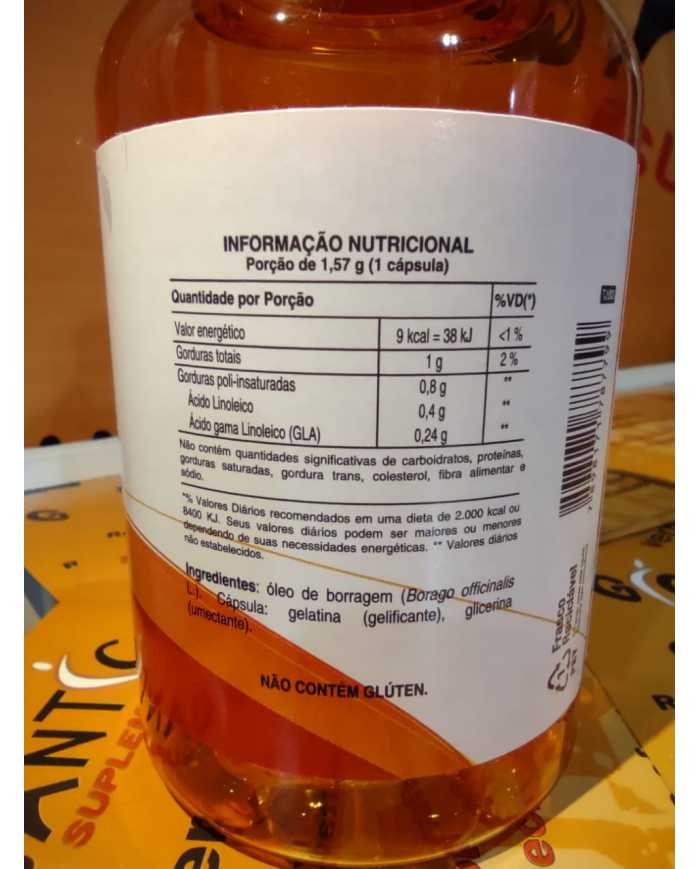 INFORMAÇÃO NUTRICIONAL
Porção de 1,57 g (1 cápsula)
Quantidade por Porção %VD(*)
Valor energético 9 kcal = 38 kJ <1 %
Gorduras totais 1 g 2 %
Gorduras poli-insaturadas 0,8 g **
Ácido Linoleico 0,4 g **
Ácido gama Linoleico (GLA) 0,24 g **
Não contém quantidades significativas de carboidratos, proteínas,
gorduras saturadas, gordura trans, colesterol, fibra alimentar e
sódio.
*% Valores Diários recomendados em uma dieta de 2.000 kcal ou
8400 KJ. Seus valores diários podem ser maiores ou menores
dependendo de suas necessidades energéticas. ** Valores diários
não estabelecidos.
Ingredientes: óleo de borragem (Borago officinalis
L.). Cápsula: gelatina (gelificante), glicerina
(umectante).
NÃO CONTÉM GLÚTEN.
Frasco
Reciclável
1
PET
SUPLEM